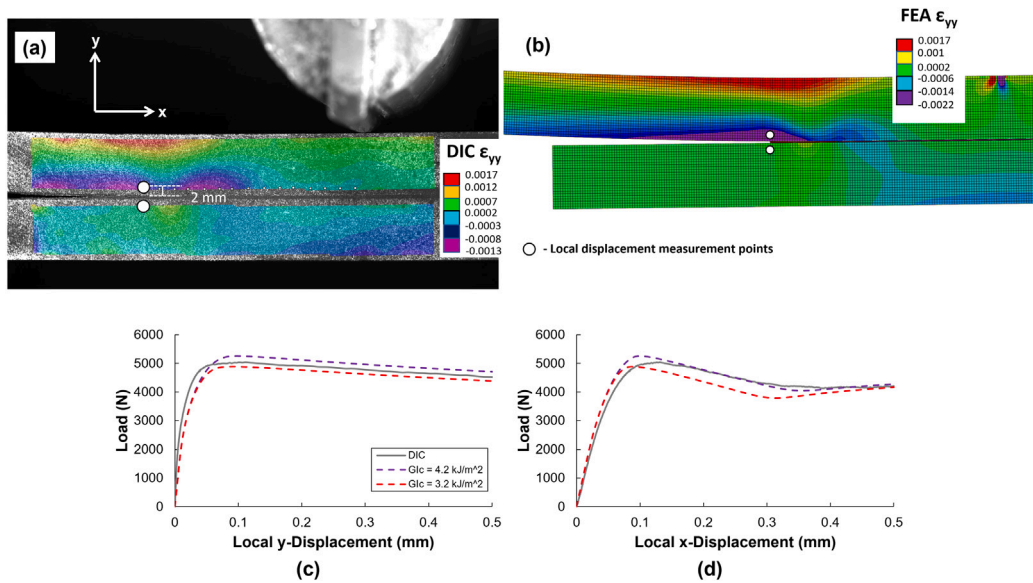 (a)
y
x
2 mm
DIC εyy
0.0017
0.0012
0.0007
0.0002
-0.0003
-0.0008
-0.0013
(b)
FEA εyy
0.0017
0.001
0.0002
-0.0006
-0.0014
-0.0022
- Local displacement measurement points
6000
5000
4000
3000
2000
1000
0
Load (N)
0 0.1 0.2 0.3 0.4 0.5
Local y-Displacement (mm)
DIC
GIc = 4.2 kJ/m^2
GIc = 3.2 kJ/m^2
(c)
6000
5000
4000
3000
2000
1000
0
Load (N)
0 0.1 0.2 0.3 0.4 0.5
Local x-Displacement (mm)
(d)